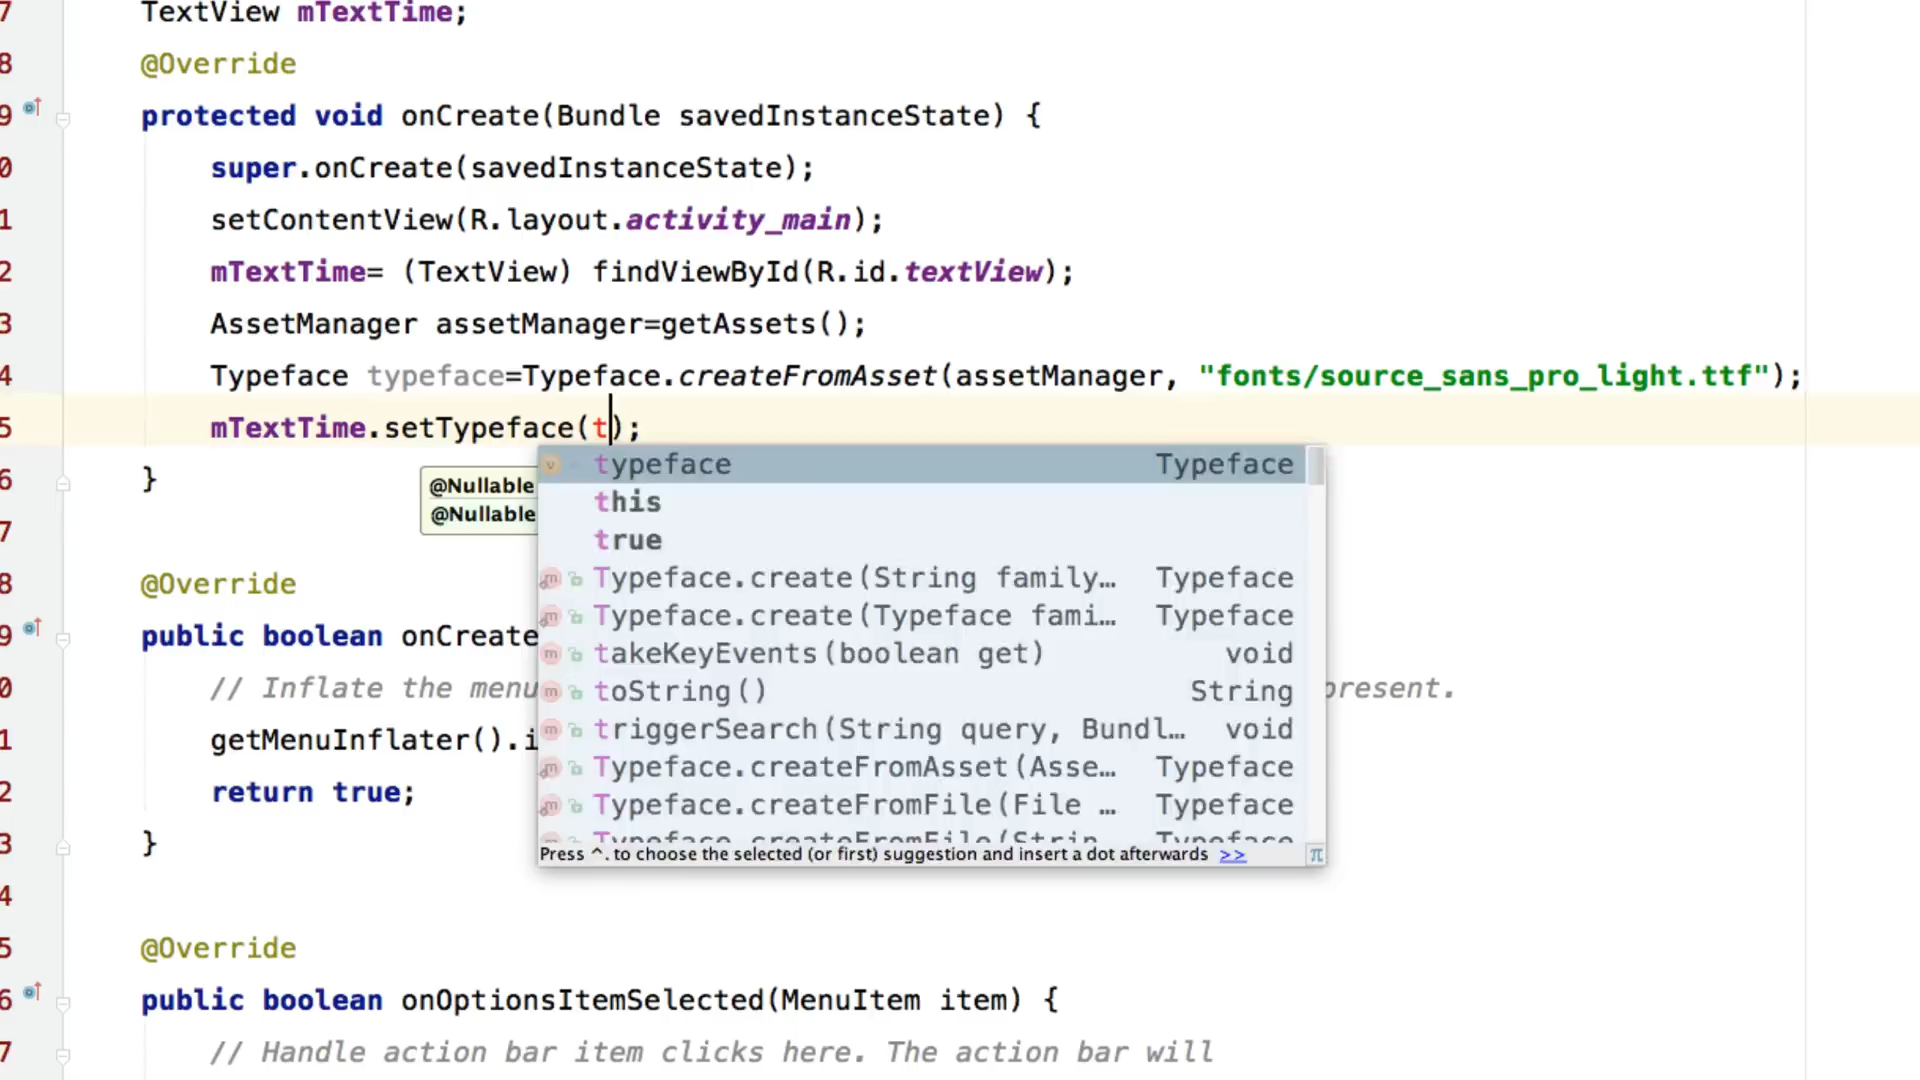 7 TextView mTextTime;
8 @Override
9 protected void onCreate(Bundle savedInstanceState) {
0 super.onCreate(savedInstanceState);
1 setContentView(R.layout.activity_main);
2 mTextTime= (TextView) findViewById(R.id.textView);
3 AssetManager assetManager=getAssets();
4 Typeface typeface=Typeface.createFromAsset(assetManager, "fonts/source_sans_pro_light.ttf");
5 mTextTime.setTypeface(t);
6 }
@Nullable
@Nullable
typeface Typeface
this
true
Typeface.create(String family… Typeface
Typeface.create(Typeface fami… Typeface
takeKeyEvents(boolean get) void
toString() String
triggerSearch(String query, Bundl… void
Typeface.createFromAsset(Asse… Typeface
Typeface.createFromFile(File … Typeface
Typeface.createFromFile(Strin Typeface
Press ^. to choose the selected (or first) suggestion and insert a dot afterwards >> π
7
8 @Override
9 public boolean onCreate
0 // Inflate the menu present.
1 getMenuInflater().i
2 return true;
3 }
4
5 @Override
6 public boolean onOptionsItemSelected(MenuItem item) {
7 // Handle action bar item clicks here. The action bar will